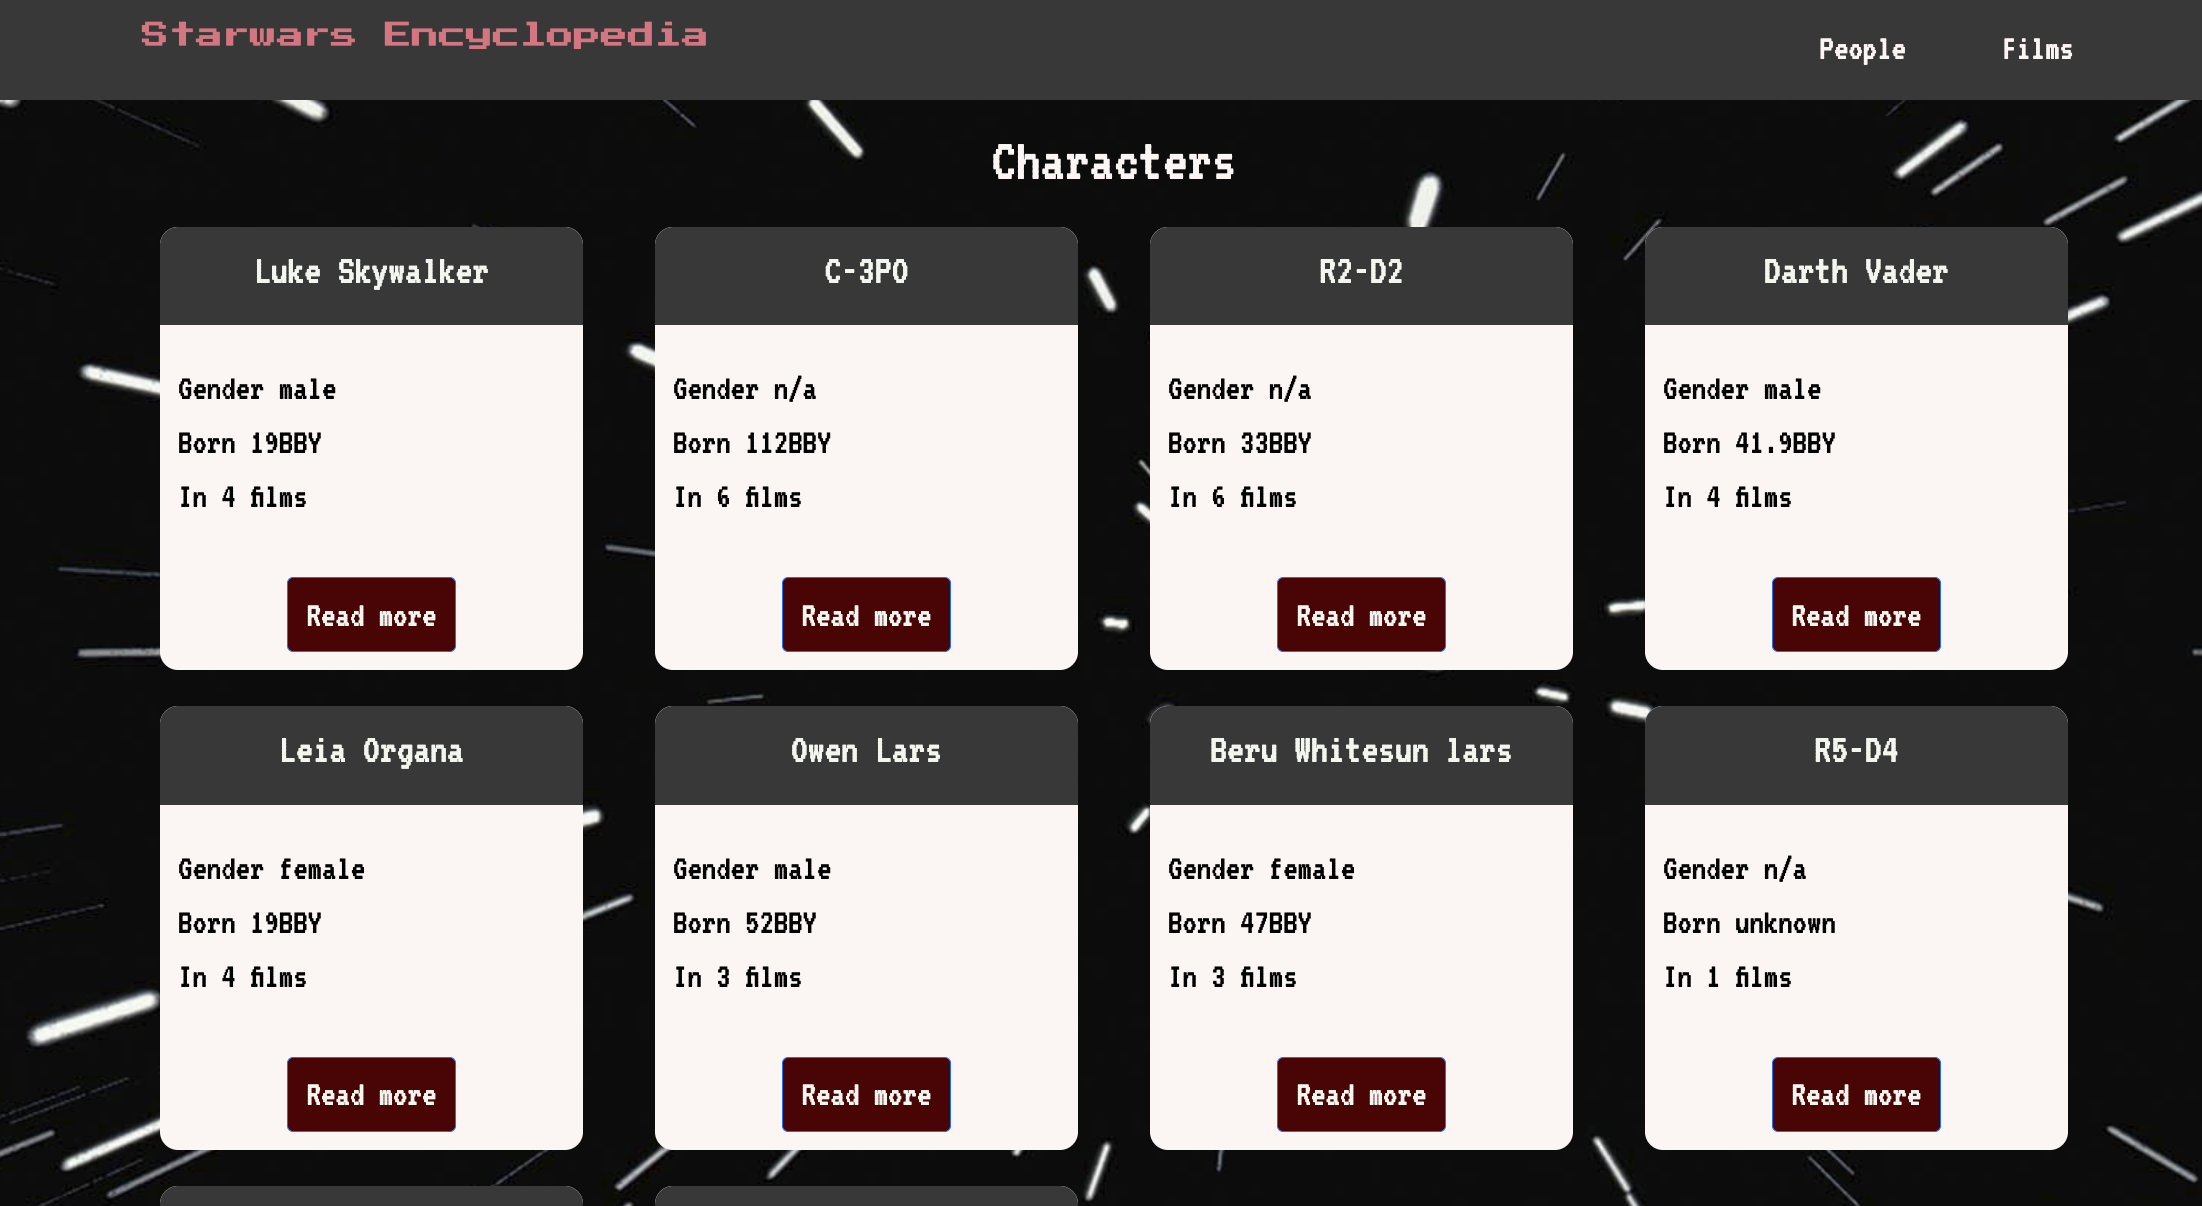 Starwars Encyclopedia
People
Films
Characters
Luke Skywalker
Gender male
Born 19BBY
In 4 films
Read more
C-3PO
Gender n/a
Born 112BBY
In 6 films
Read more
R2-D2
Gender n/a
Born 33BBY
In 6 films
Read more
Darth Vader
Gender male
Born 41.9BBY
In 4 films
Read more
Leia Organa
Gender female
Born 19BBY
In 4 films
Read more
Owen Lars
Gender male
Born 52BBY
In 3 films
Read more
Beru Whitesun lars
Gender female
Born 47BBY
In 3 films
Read more
R5-D4
Gender n/a
Born unknown
In 1 films
Read more